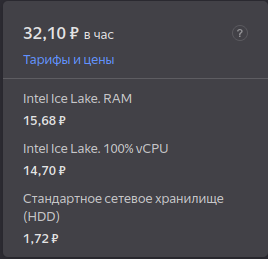 32,10 ₽ в час
?
Тарифы и цены
Intel Ice Lake. RAM
15,68 ₽
Intel Ice Lake. 100% vCPU
14,70 ₽
Стандартное сетевое хранилище
(HDD)
1,72 ₽